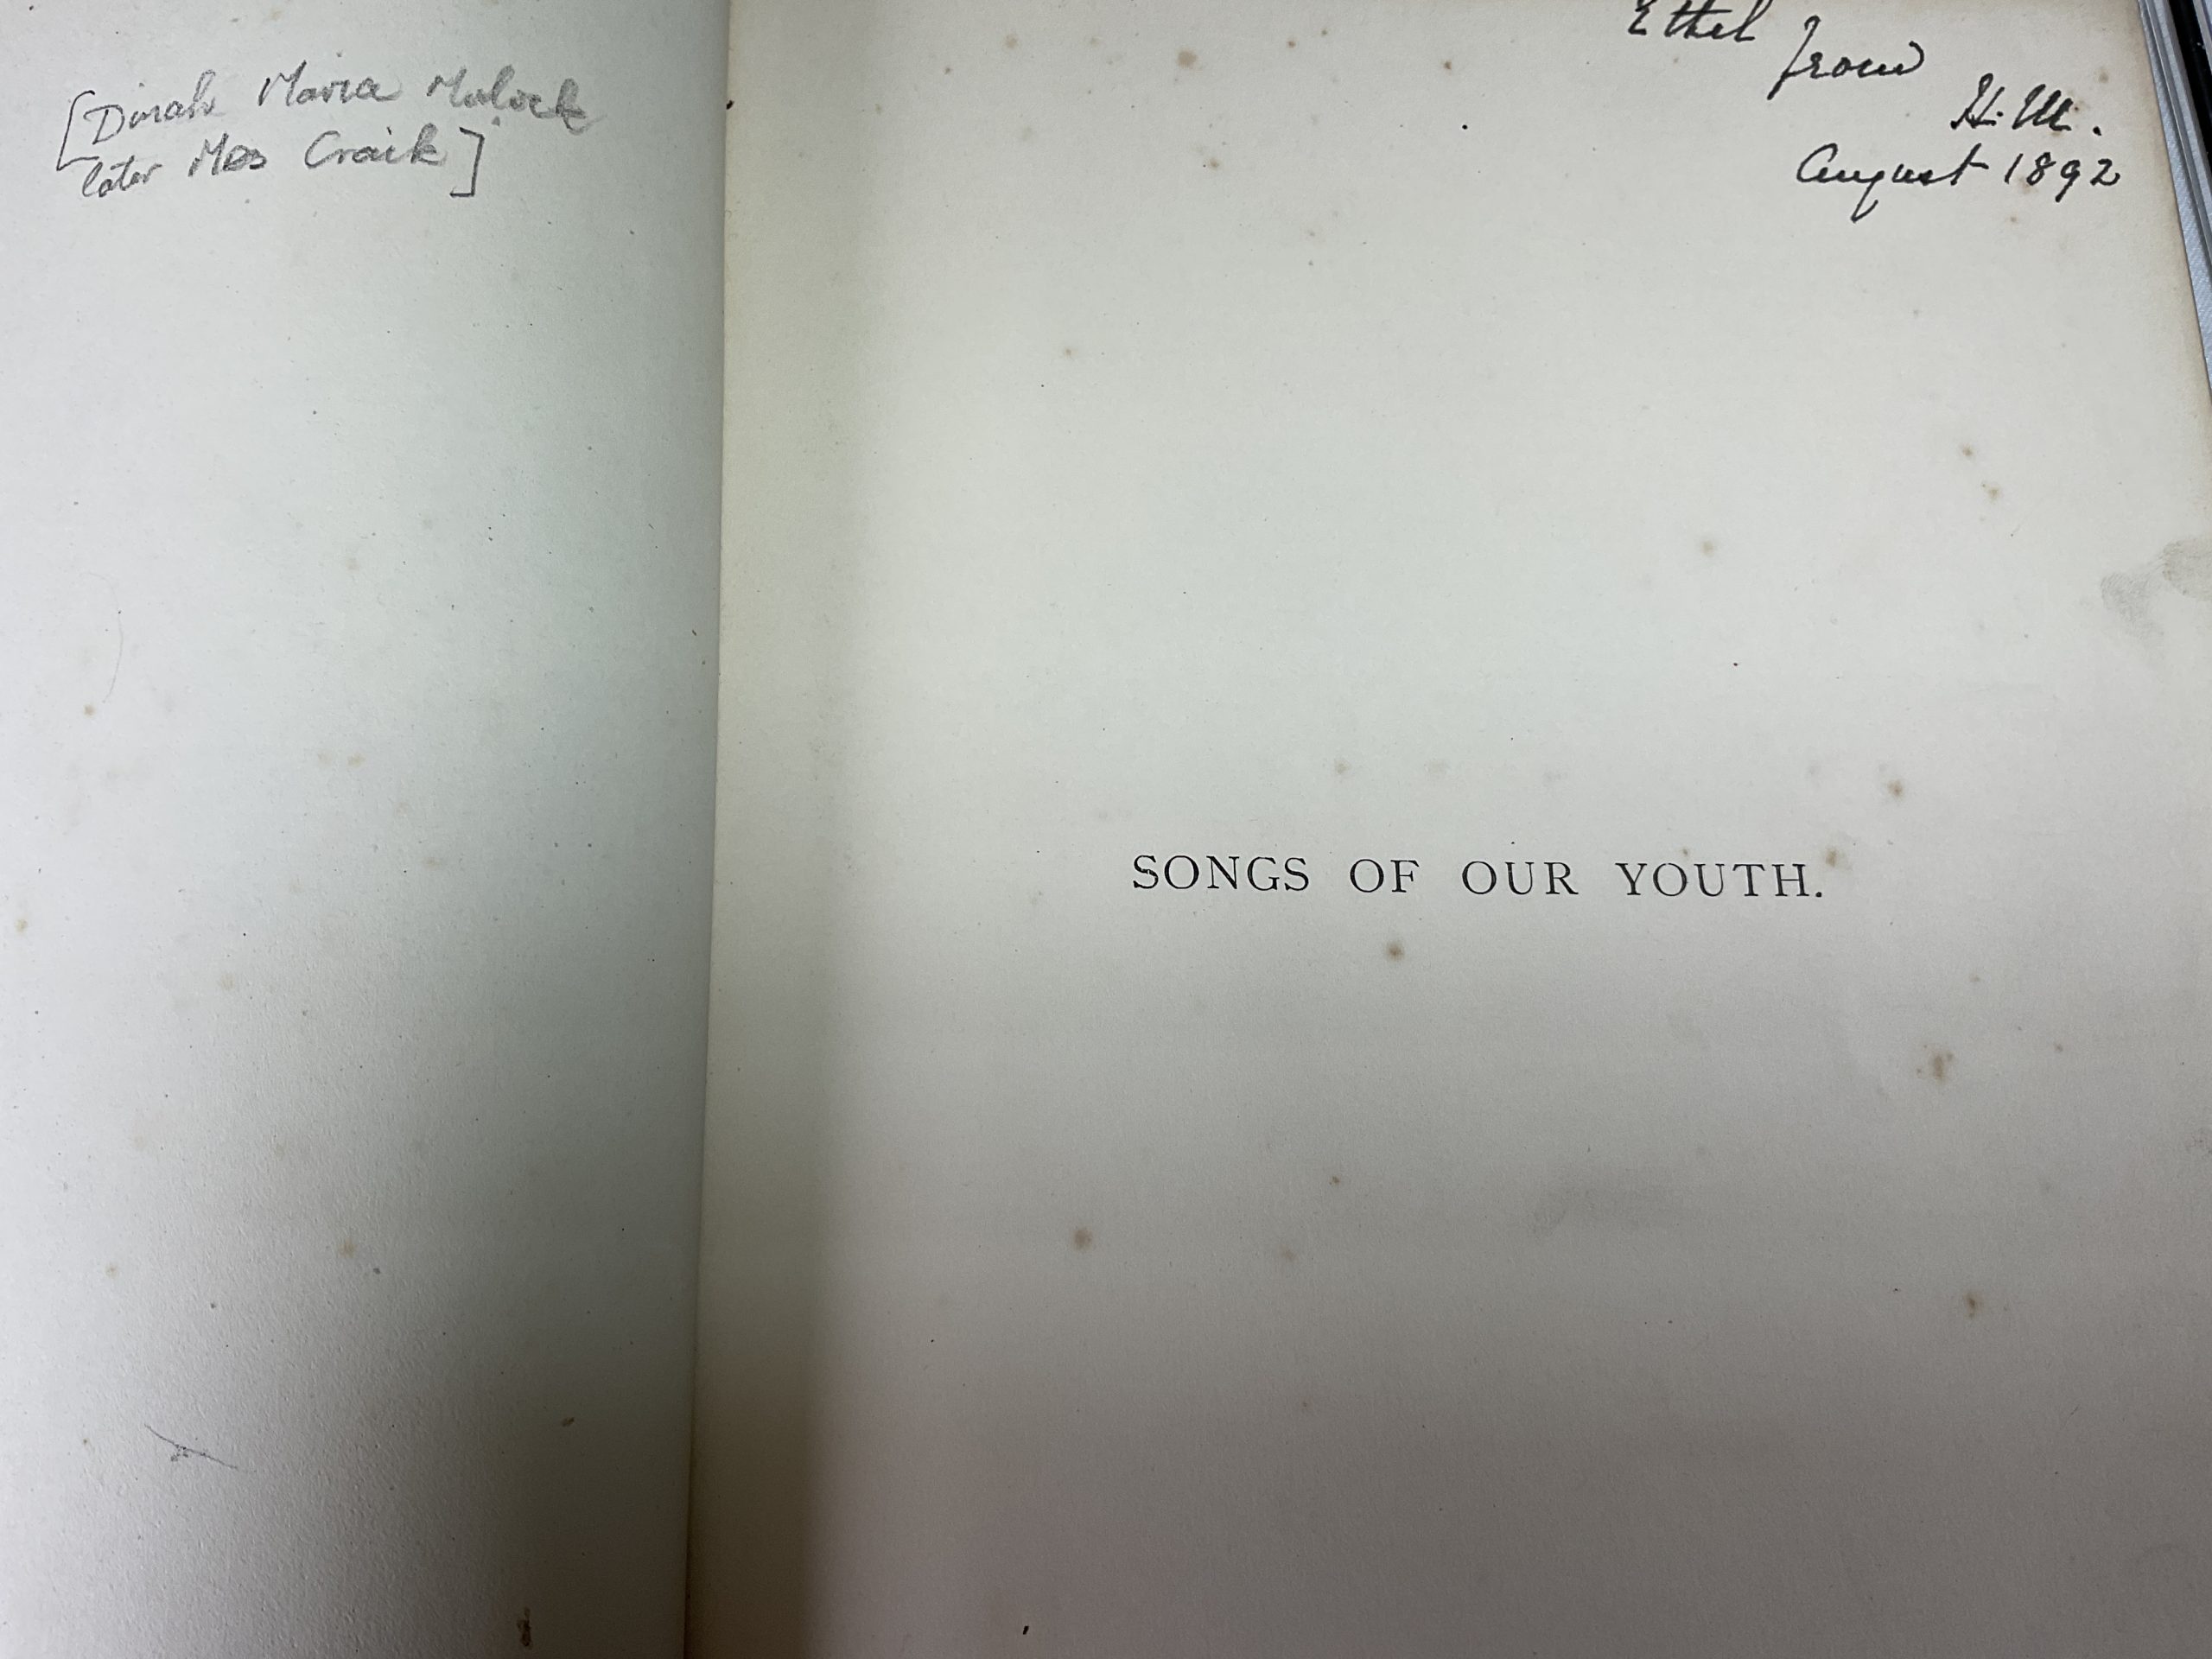 [Dinah Maria Mulock
later Mrs Craik]
Ethel from
H.M.
August 1892
SONGS OF OUR YOUTH.